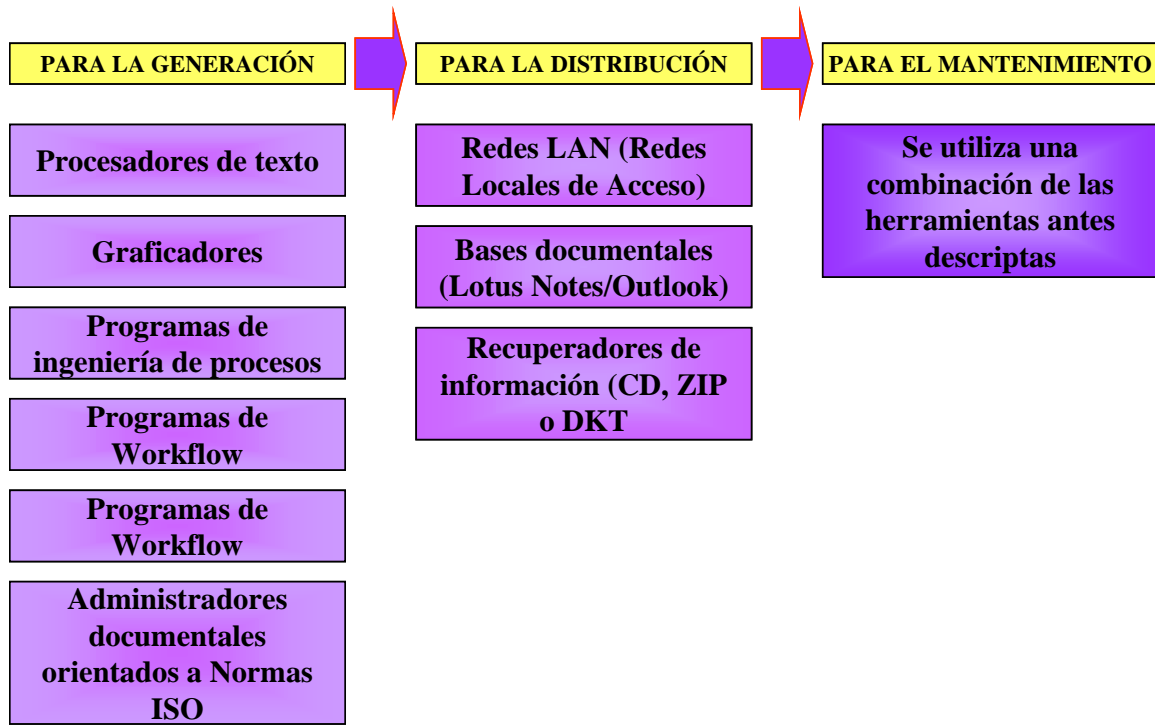 PARA LA GENERACIÓN
Procesadores de texto
Graficadores
Programas de
ingeniería de procesos
Programas de
Workflow
Programas de
Workflow
Administradores
documentales
orientados a Normas
ISO
PARA LA DISTRIBUCIÓN
Redes LAN (Redes
Locales de Acceso)
Bases documentales
(Lotus Notes/Outlook)
Recuperadores de
información (CD, ZIP
o DKT
PARA EL MANTENIMIENTO
Se utiliza una
combinación de las
herramientas antes
descriptas